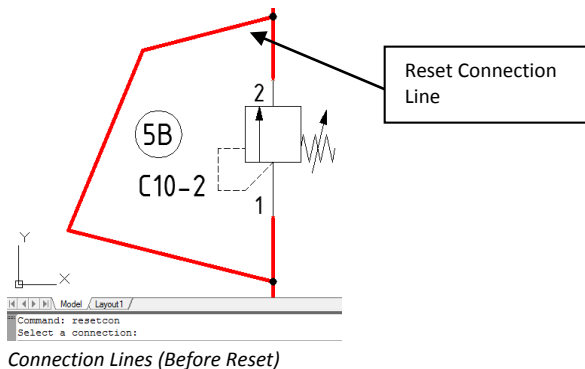 Reset Connection
Line
2
5B
C10-2
1
Y
X
Model Layout1
Command: resetcon
Select a connection:
Connection Lines (Before Reset)